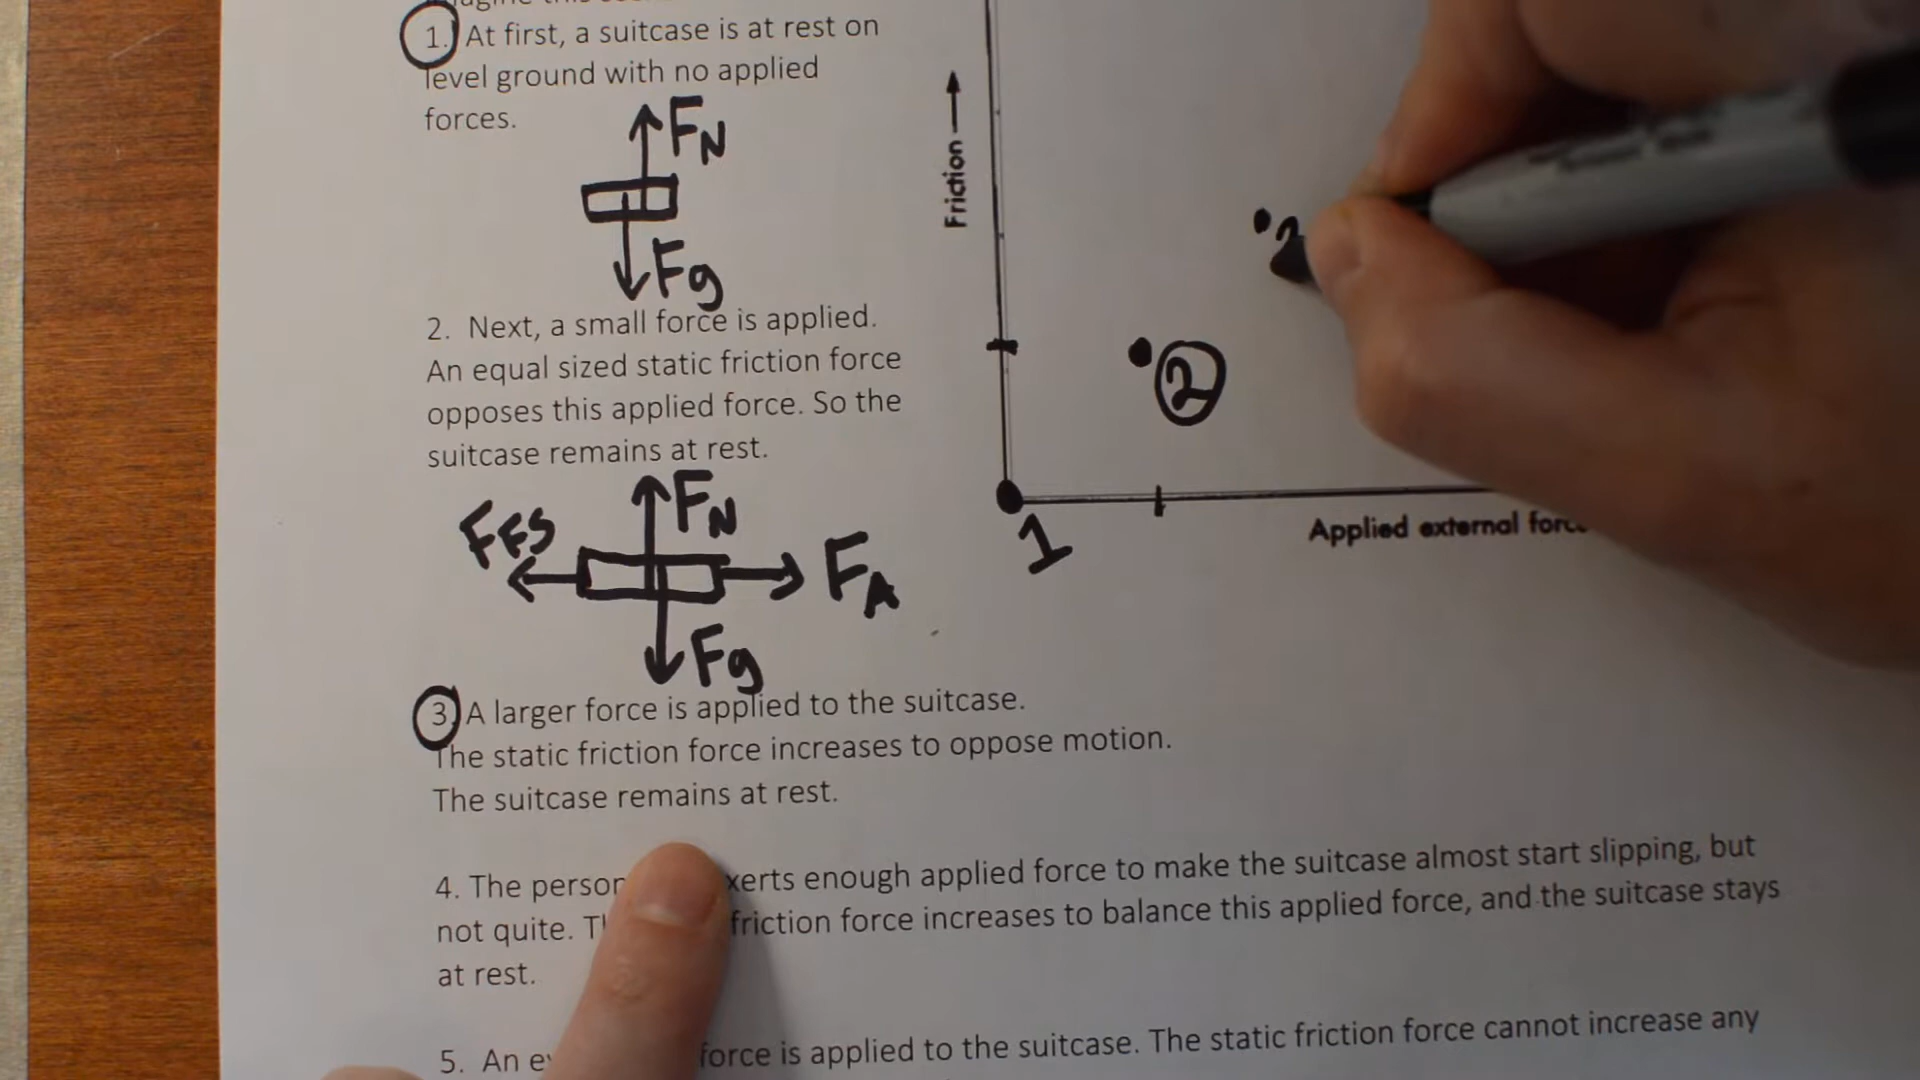 1. At first, a suitcase is at rest on
level ground with no applied
forces.
FN
Fg
2. Next, a small force is applied.
An equal sized static friction force
opposes this applied force. So the
suitcase remains at rest.
FN
FFS
FA
Fg
3. A larger force is applied to the suitcase.
The static friction force increases to oppose motion.
The suitcase remains at rest.
4. The person exerts enough applied force to make the suitcase almost start slipping, but
not quite. friction force increases to balance this applied force, and the suitcase stays
at rest.
5. An force is applied to the suitcase. The static friction force cannot increase any
Friction
2
1
Applied external force